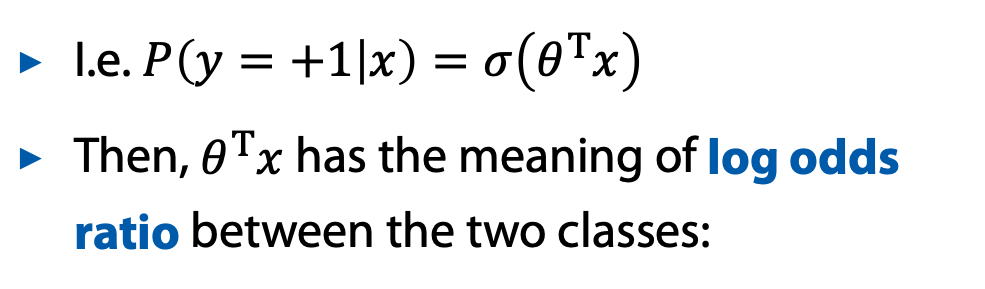 ► I.e. P(y = +1|x) = σ(θᵀx)
► Then, θᵀx has the meaning of log odds
ratio between the two classes: